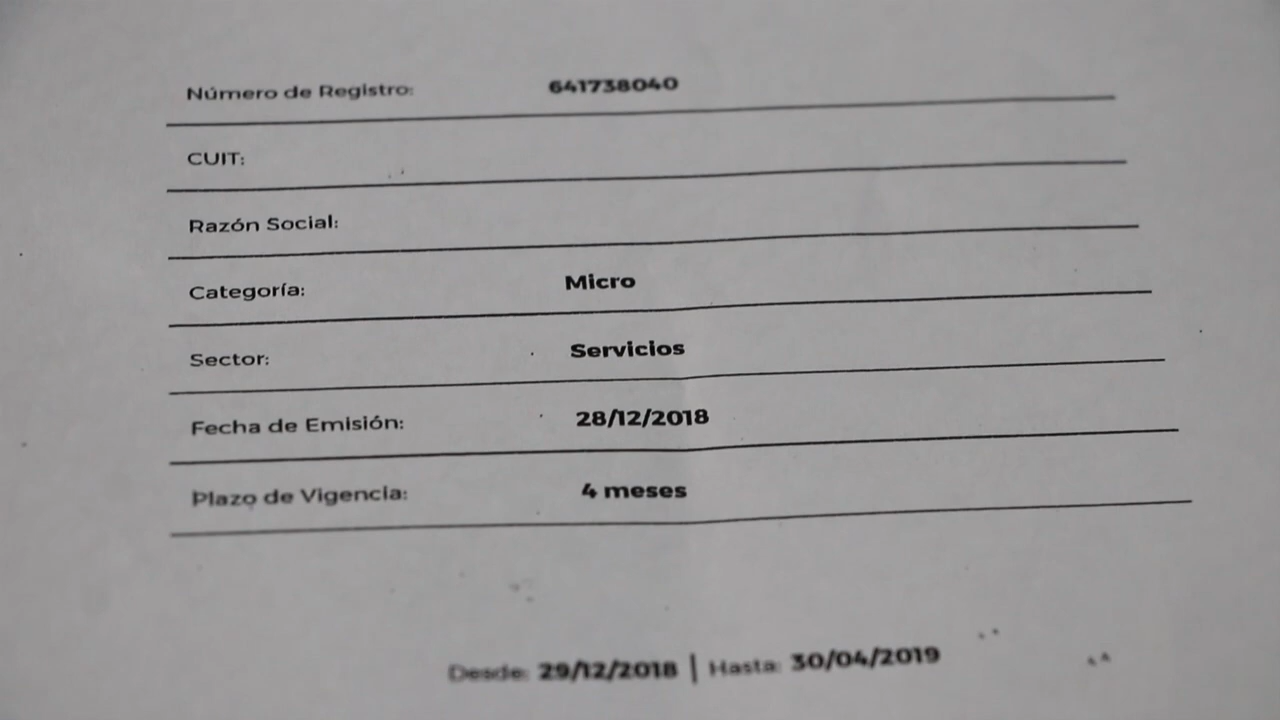 Número de Registro: 641738040
CUIT:
Razón Social:
Categoría: Micro
Sector: Servicios
Fecha de Emisión: 28/12/2018
Plazo de Vigencia: 4 meses
Desde: 29/12/2018 | Hasta: 30/04/2019